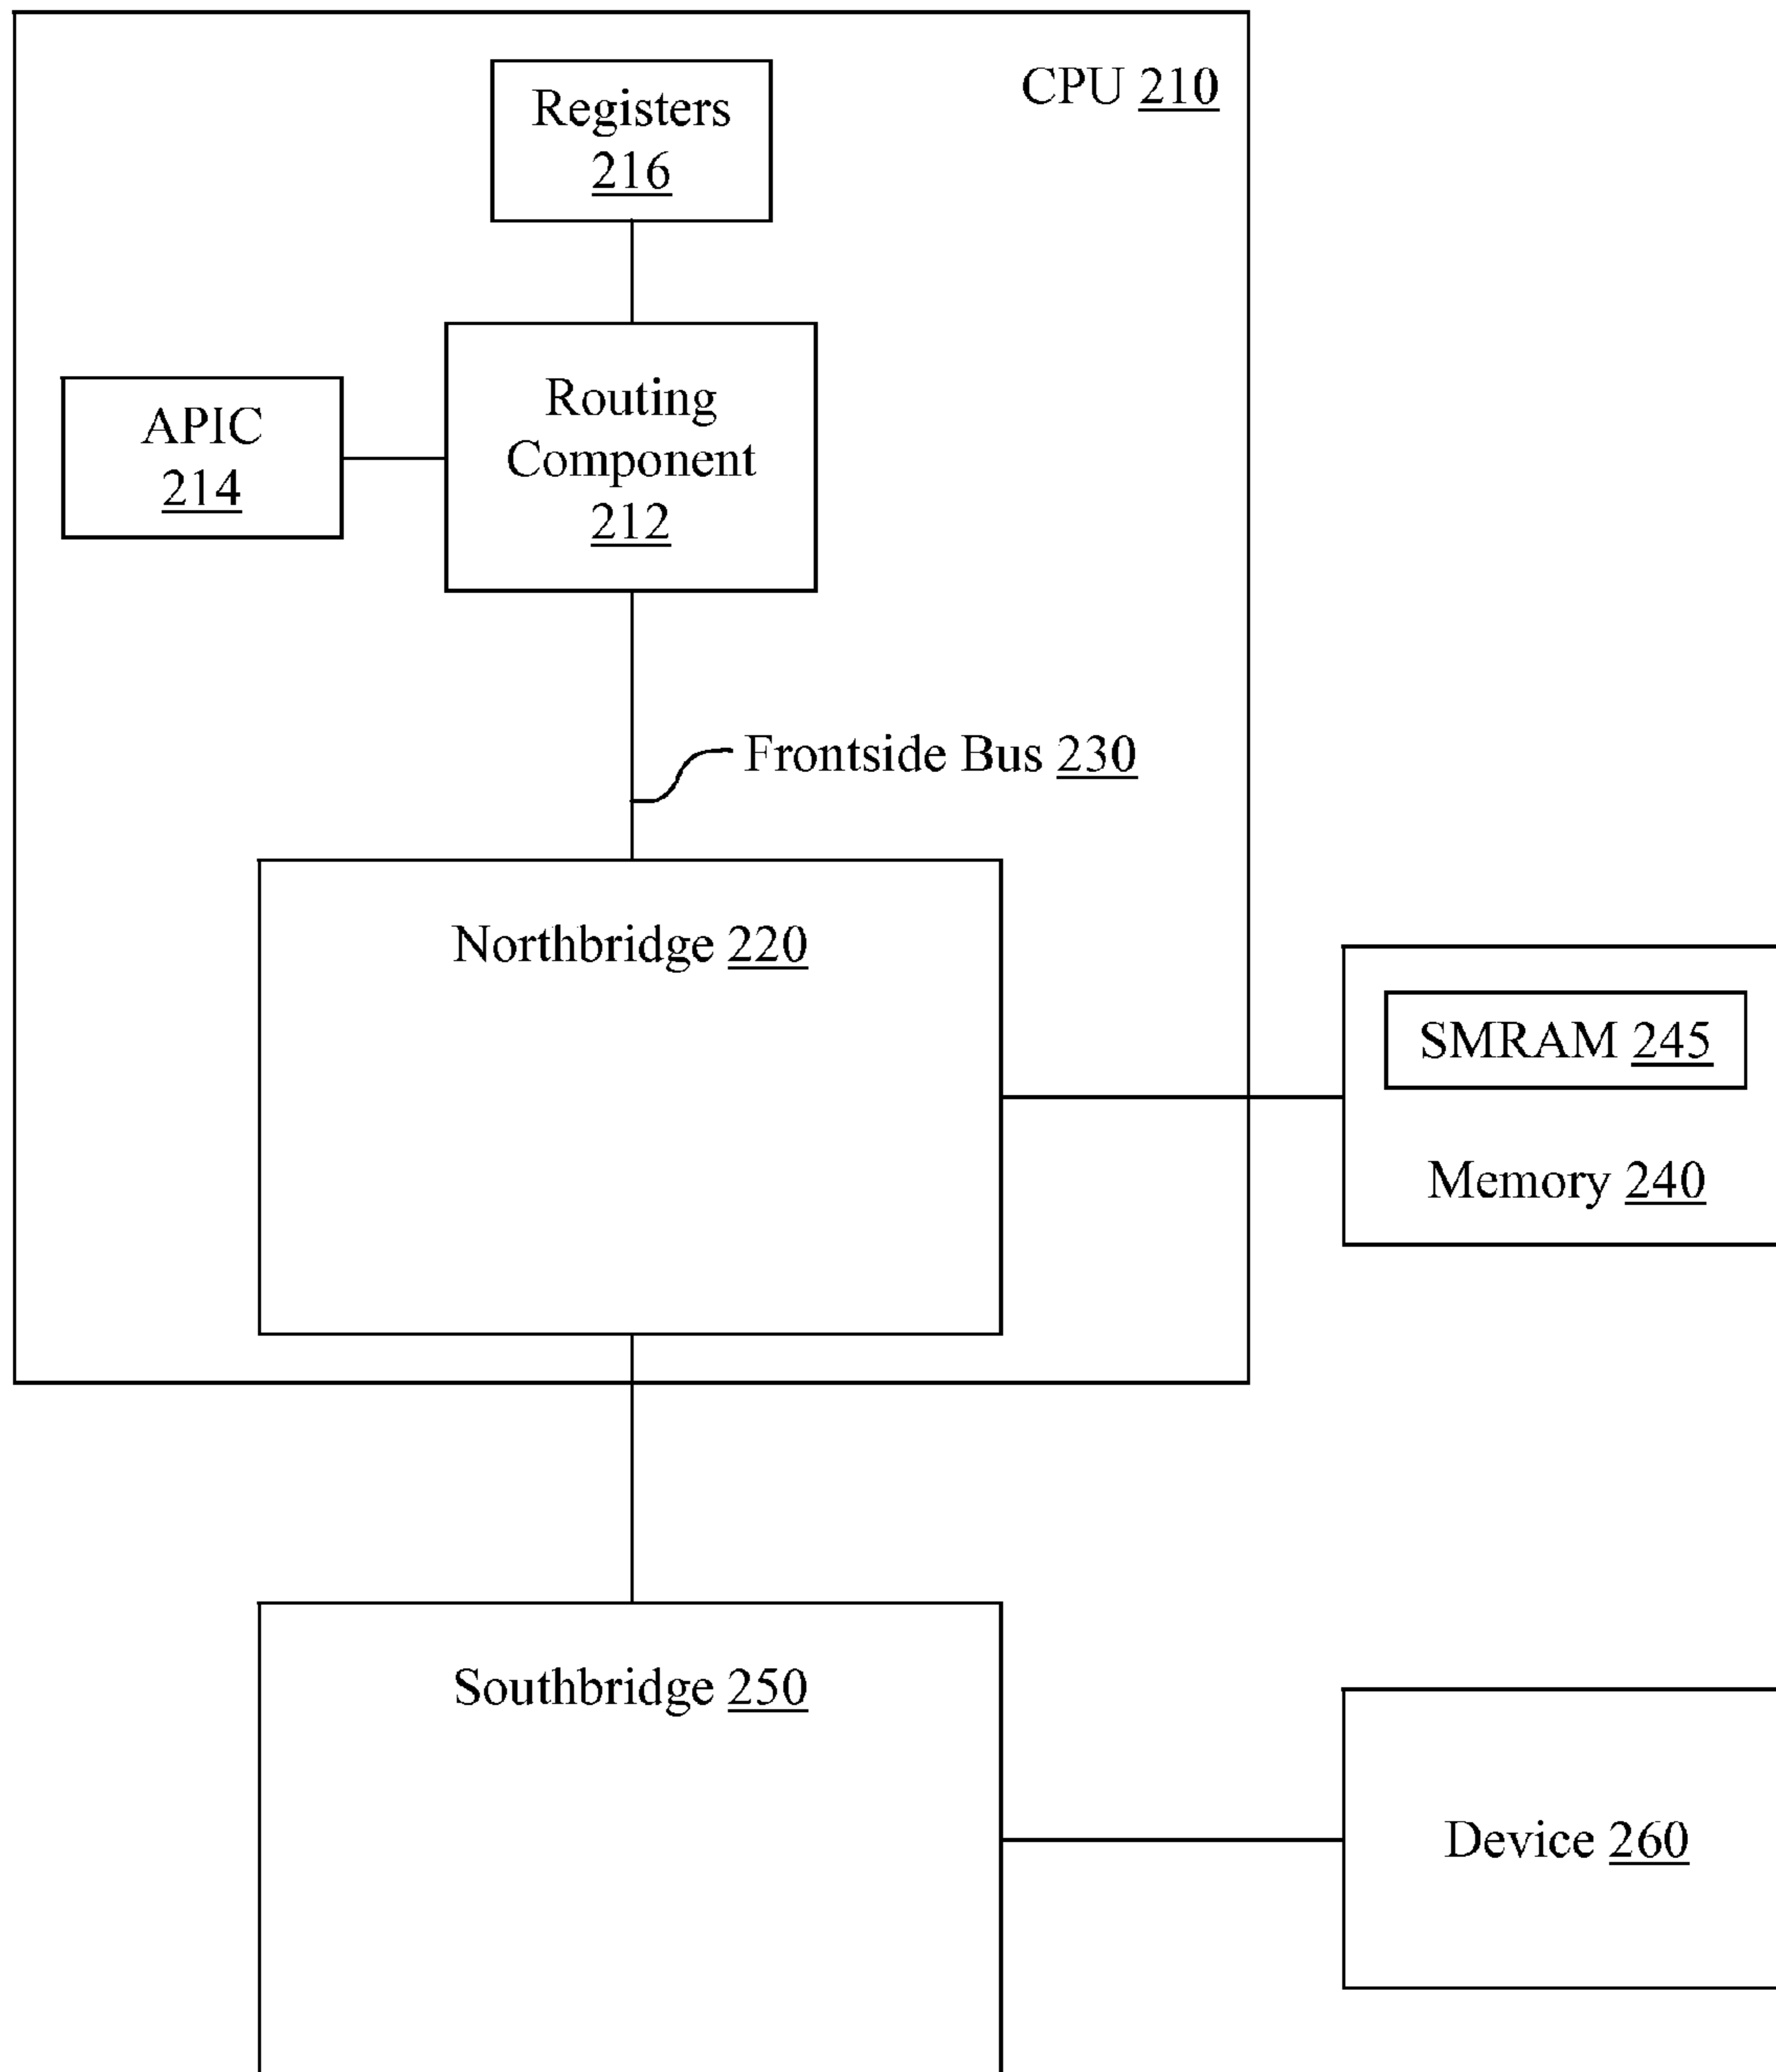 CPU 210
Registers
216
Routing
Component
212
APIC
214
Frontside Bus 230
Northbridge 220
SMRAM 245
Memory 240
Southbridge 250
Device 260